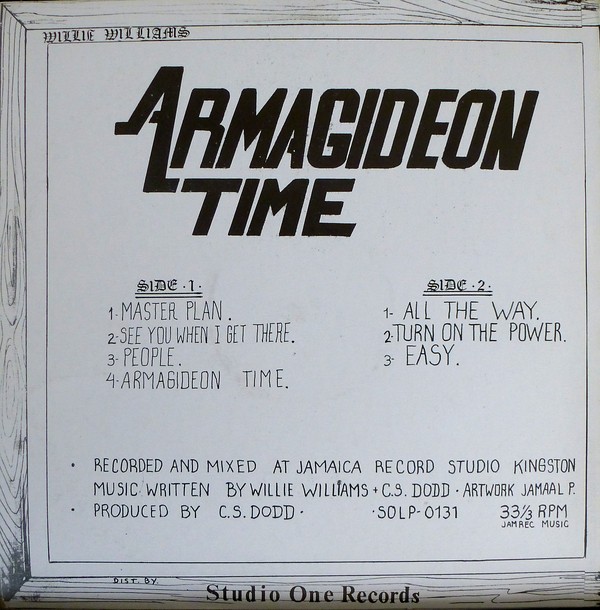 WILLIE WILLIAMS
ARMAGIDEON
TIME
SIDE ·1·
1- MASTER PLAN.
2-SEE YOU WHEN I GET THERE.
3- PEOPLE.
4-ARMAGIDEON TIME.
SIDE ·2·
1- ALL THE WAY.
2-TURN ON THE POWER.
3- EASY.
· RECORDED AND MIXED AT JAMAICA RECORD STUDIO KINGSTON
MUSIC WRITTEN BY WILLIE WILLIAMS + C.S. DODD · ARTWORK JAMAAL P.
· PRODUCED BY C.S. DODD · ·SOLP-0131 33⅓ RPM
JAMREC MUSIC
DIST. BY.
Studio One Records